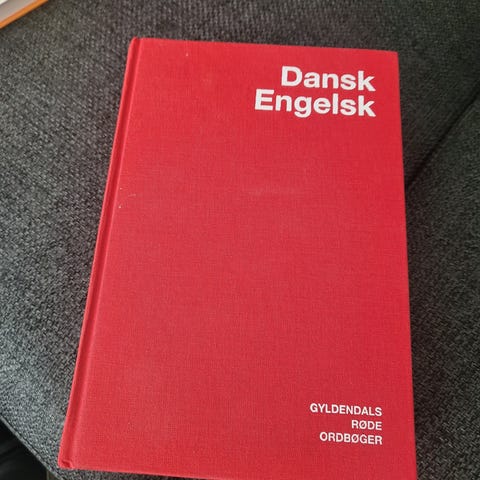 Dansk
Engelsk
GYLDENDALS
RØDE
ORDBØGER